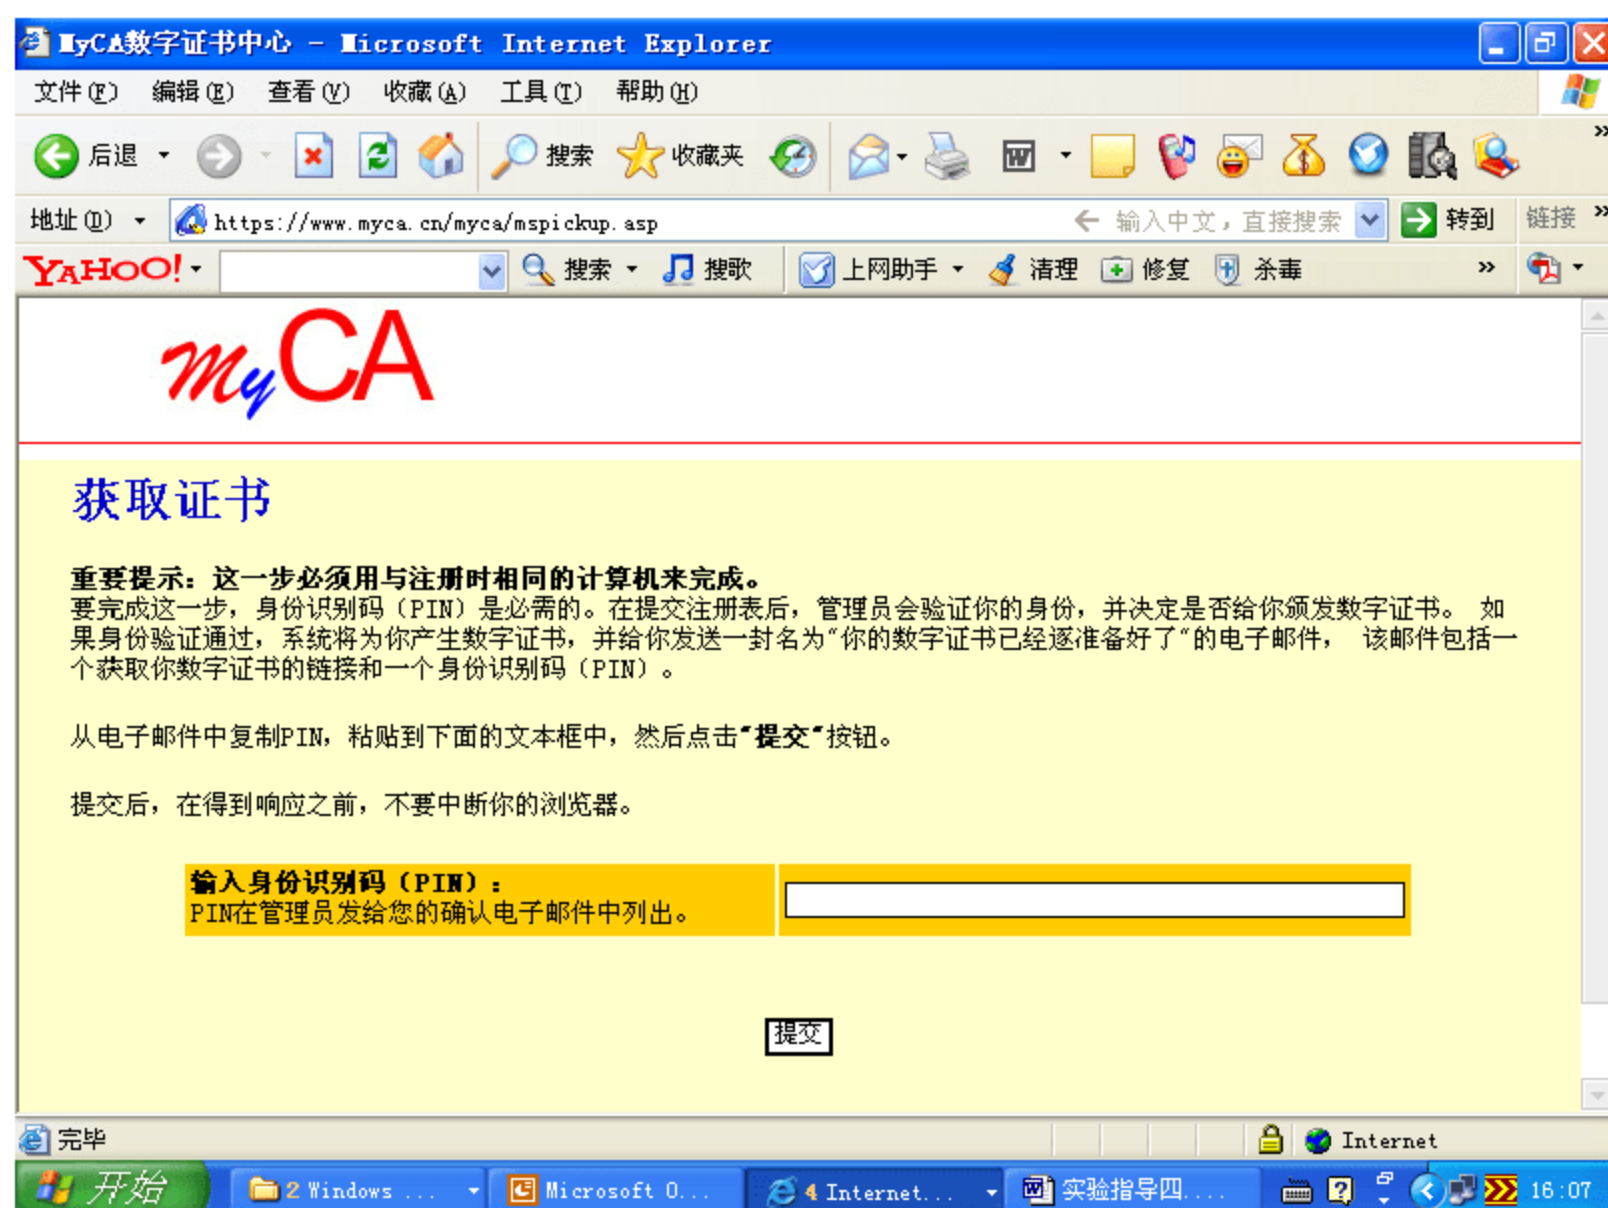 MyCA数字证书中心 - Microsoft Internet Explorer
文件(F) 编辑(E) 查看(V) 收藏(A) 工具(T) 帮助(H)
后退 搜索 收藏夹 »
地址(D) https://www.myca.cn/myca/mspickup.asp ← 输入中文，直接搜索 转到 链接 »
YAHOO! 搜索 搜歌 上网助手 清理 修复 杀毒 »
MyCA
获取证书
重要提示：这一步必须用与注册时相同的计算机来完成。
要完成这一步，身份识别码（PIN）是必需的。在提交注册表后，管理员会验证你的身份，并决定是否给你颁发数字证书。 如
果身份验证通过，系统将为你产生数字证书，并给你发送一封名为“你的数字证书已经逐准备好了“的电子邮件， 该邮件包括一
个获取你数字证书的链接和一个身份识别码（PIN）。
从电子邮件中复制PIN，粘贴到下面的文本框中，然后点击“提交“按钮。
提交后，在得到响应之前，不要中断你的浏览器。
输入身份识别码（PIN）：
PIN在管理员发给您的确认电子邮件中列出。
提交
完毕 Internet
开始 2 Windows ... Microsoft O... 4 Internet... 实验指导四.... 16:07